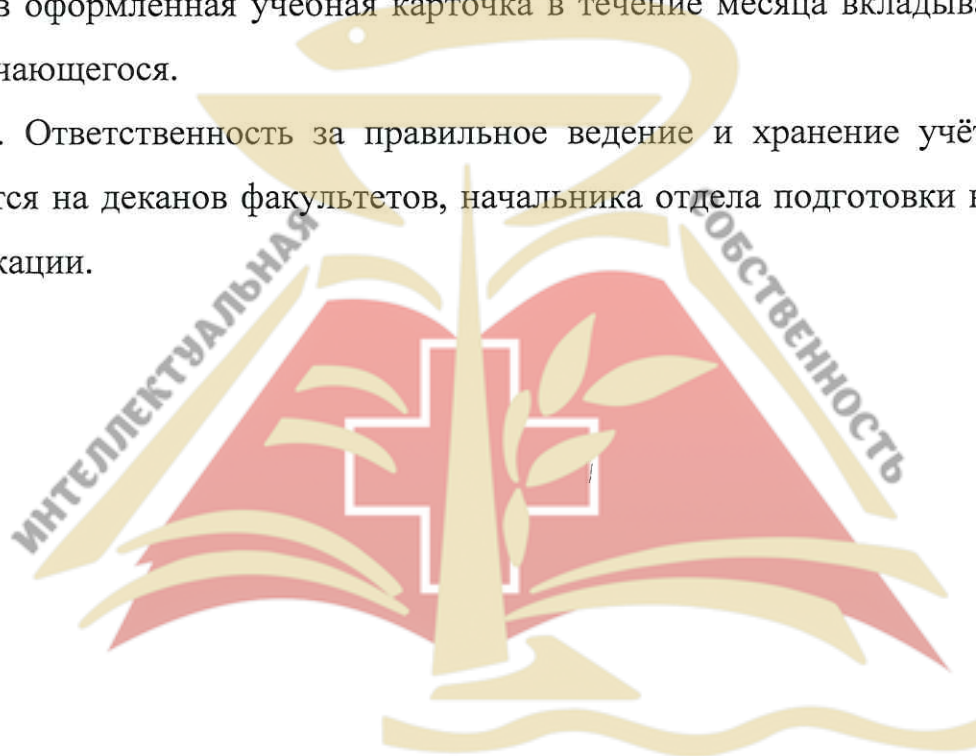 в оформленная учебная карточка в течение месяца вкладыва
чающегося.
. Ответственность за правильное ведение и хранение учёт
тся на деканов факультетов, начальника отдела подготовки
кации.
ИНТЕЛЛЕКТУАЛЬНАЯ
СОБСТВЕННОСТЬ